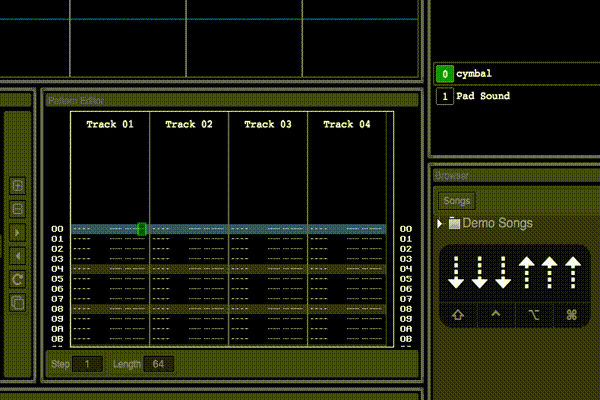 0 cymbal
1 Pad Sound
Pattern Editor
Track 01 Track 02 Track 03 Track 04
Browser
Songs
Demo Songs
00 ---- ---- ---- ---- 00
01 ---- ---- ---- ---- 01
02 ---- ---- ---- ---- 02
03 ---- ---- ---- ---- 03
04 ---- ---- ---- ---- 04
05 ---- ---- ---- ---- 05
06 ---- ---- ---- ---- 06
07 ---- ---- ---- ---- 07
08 ---- ---- ---- ---- 08
09 ---- ---- ---- ---- 09
0A ---- ---- ---- ---- 0A
0B ---- ---- ---- ---- 0B
Step 1 Length 64